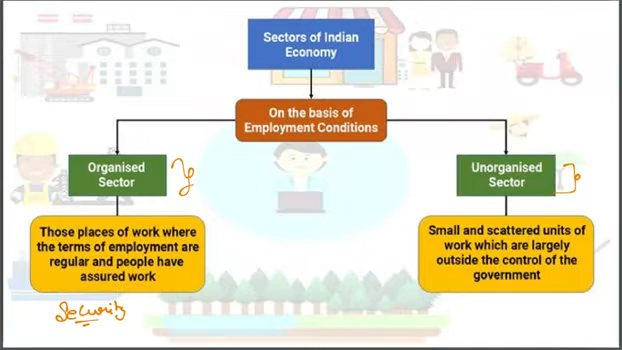 Sectors of Indian
Economy
On the basis of
Employment Conditions
Organised
Sector
Unorganised
Sector
Those places of work where
the terms of employment are
regular and people have
assured work
Small and scattered units of
work which are largely
outside the control of the
government
Security